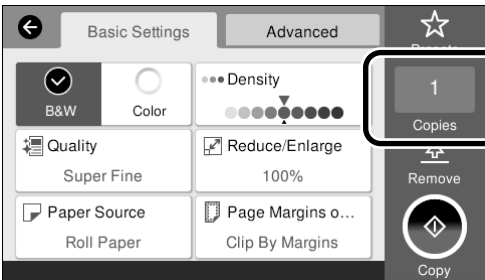 Basic Settings
Advanced
B&W
Color
Density
1
Copies
Quality
Super Fine
Reduce/Enlarge
100%
Remove
Paper Source
Roll Paper
Page Margins o...
Clip By Margins
Copy